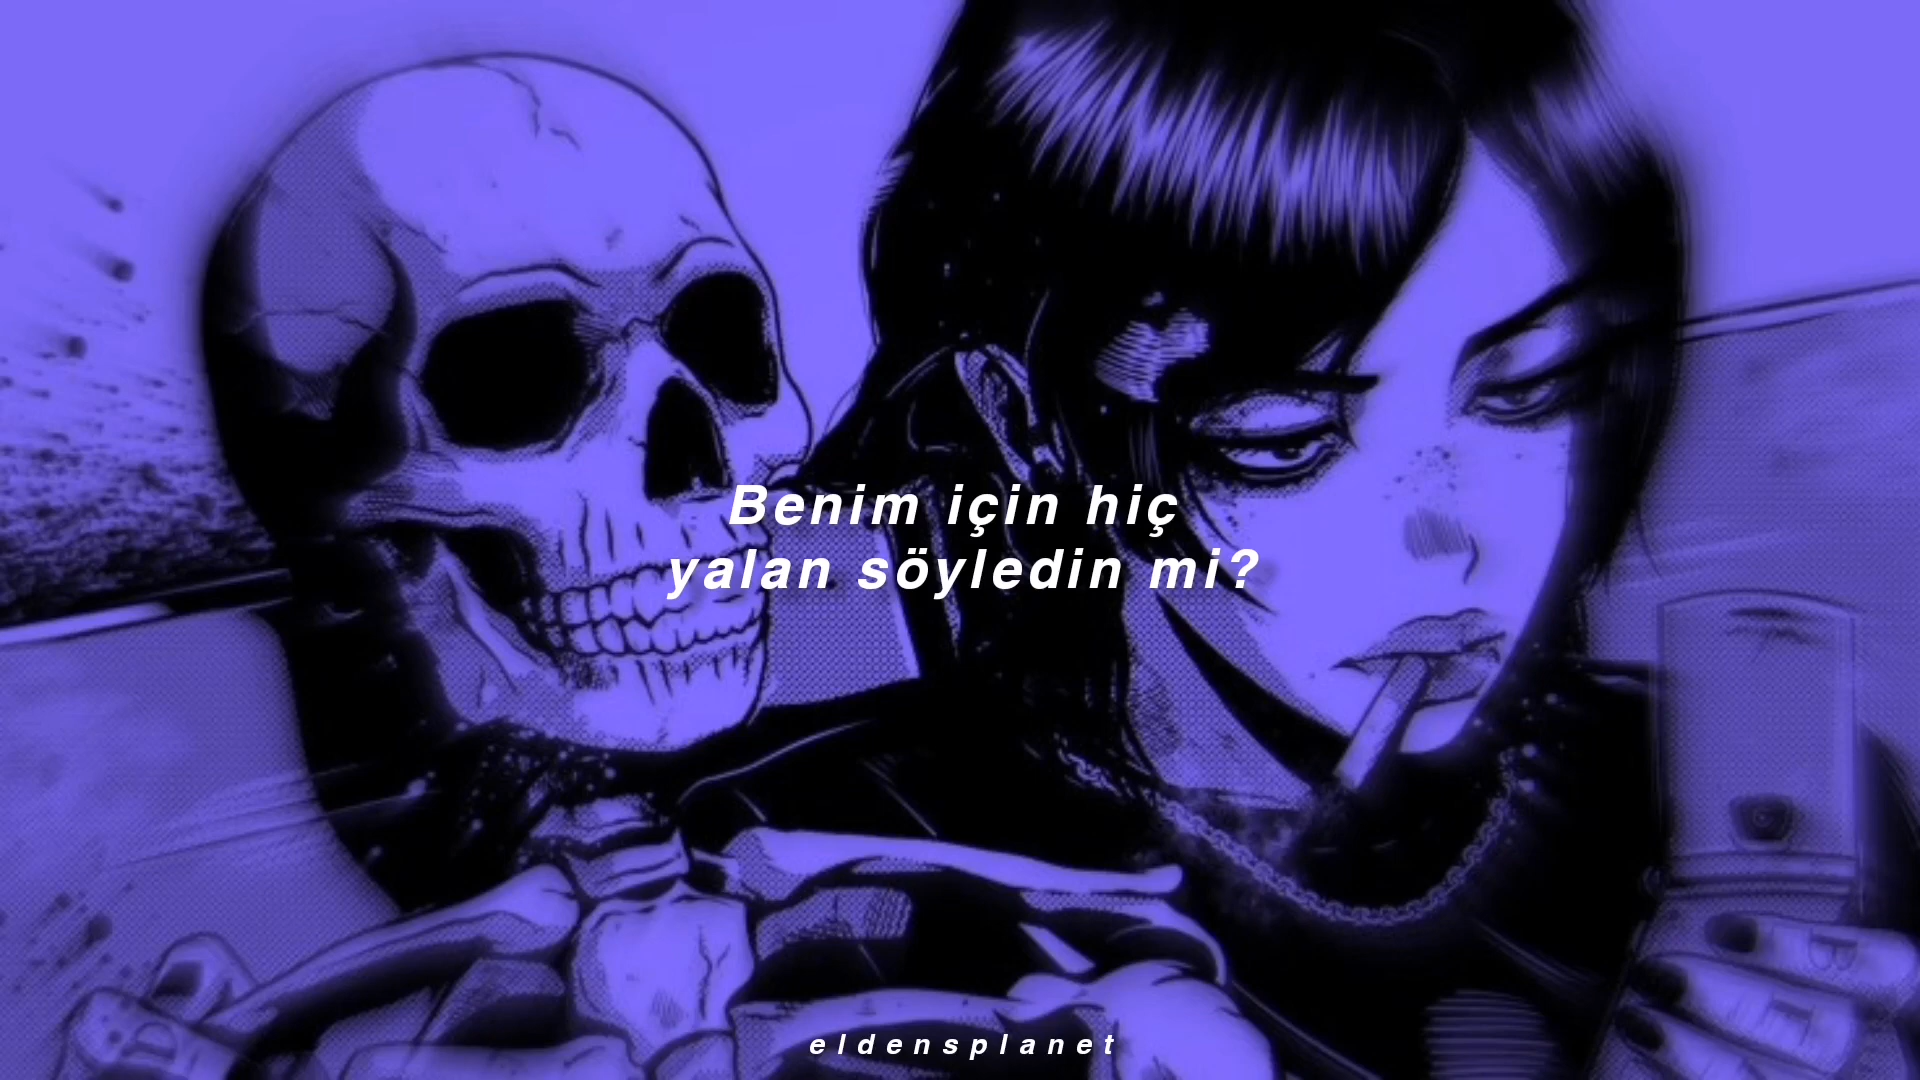 Benim için hiç
yalan söyledin mi?
eldensplanet